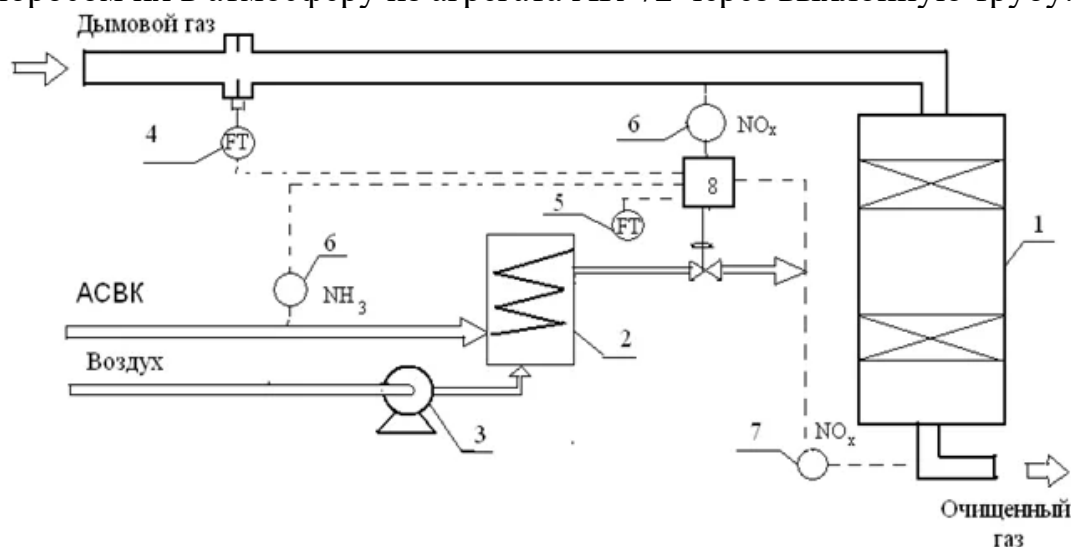 Дымовой газ
4
FT
6
NOₓ
8
5
FT
1
6
NH₃
АСВК
2
Воздух
3
7
NOₓ
Очищенный
газ